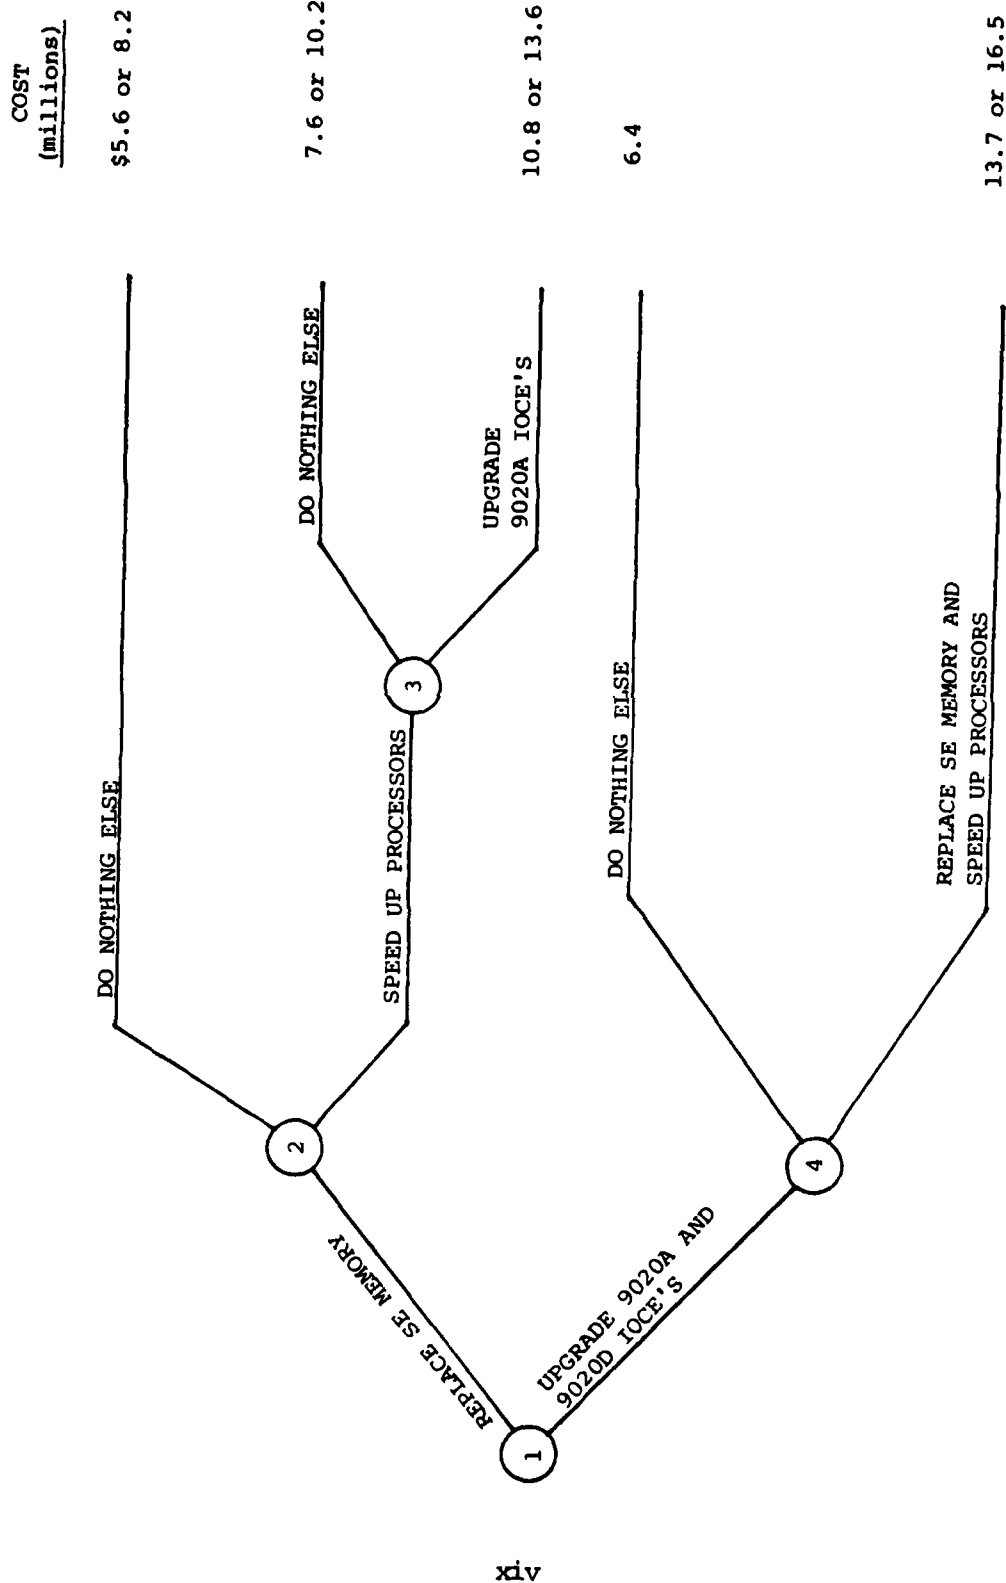 COST
(millions)
DO NOTHING ELSE
$5.6 or 8.2
REPLACE SE MEMORY
2
SPEED UP PROCESSORS
3
DO NOTHING ELSE
7.6 or 10.2
UPGRADE
9020A IOCE'S
10.8 or 13.6
1
UPGRADE 9020A AND
9020D IOCE'S
4
DO NOTHING ELSE
6.4
REPLACE SE MEMORY AND
SPEED UP PROCESSORS
13.7 or 16.5
xiv